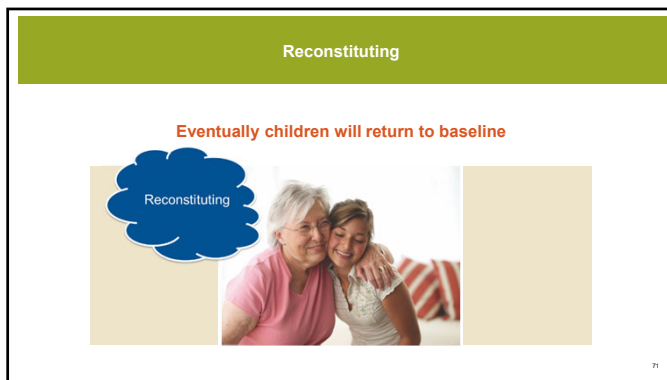 Reconstituting
Eventually children will return to baseline
Reconstituting
71